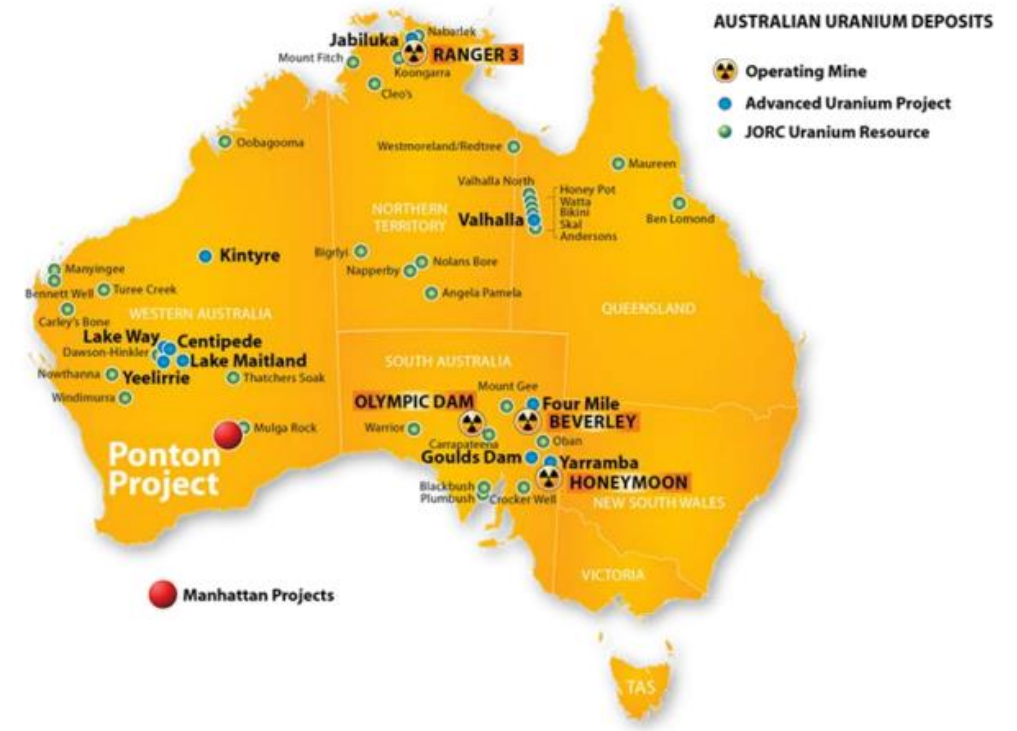 AUSTRALIAN URANIUM DEPOSITS
Operating Mine
Advanced Uranium Project
JORC Uranium Resource
Nabarlek
Jabiluka
RANGER 3
Mount Fitch
Koongarra
Cleo's
Oobagooma
Westmoreland/Redtree
Maureen
Valhalla North
Honey Pot
Watta
Bikini
Skal
Andersons
Valhalla
Ben Lomond
NORTHERN
TERRITORY
Kintyre
Bigrlyi
Napperby
Nolans Bore
Angela Pamela
Manyingee
Bennett Well
Turee Creek
Carley's Bone
WESTERN AUSTRALIA
QUEENSLAND
Lake Way
Centipede
Dawson-Hinkler
Lake Maitland
Nowthanna
Yeelirrie
Thatchers Soak
Windimurra
SOUTH AUSTRALIA
Mount Gee
OLYMPIC DAM
Four Mile
BEVERLEY
Warrior
Carrapateena
Oban
Mulga Rock
Ponton
Project
Goulds Dam
Yarramba
HONEYMOON
Blackbush
Plumbush
Crocker Well
NEW SOUTH WALES
VICTORIA
Manhattan Projects
TAS